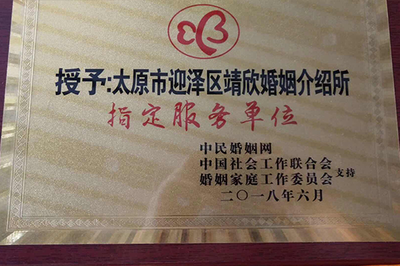 授予:太原市迎泽区靖欣婚姻介绍所
指定服务单位
中民婚姻网
中国社会工作联合会
婚姻家庭工作委员会 支持
二〇一八年六月